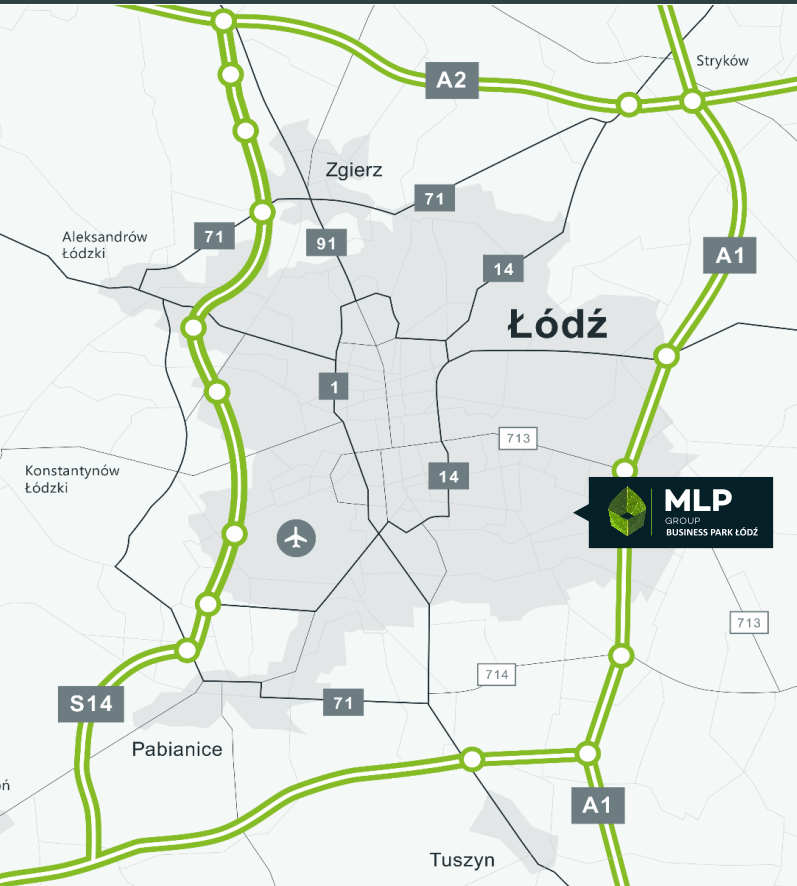 Stryków
A2
Zgierz
71
71
Aleksandrów
Łódzki
91
A1
14
Łódź
1
713
Konstantynów
Łódzki
14
MLP
GROUP
BUSINESS PARK ŁÓDŹ
713
714
S14
71
Pabianice
A1
Tuszyn